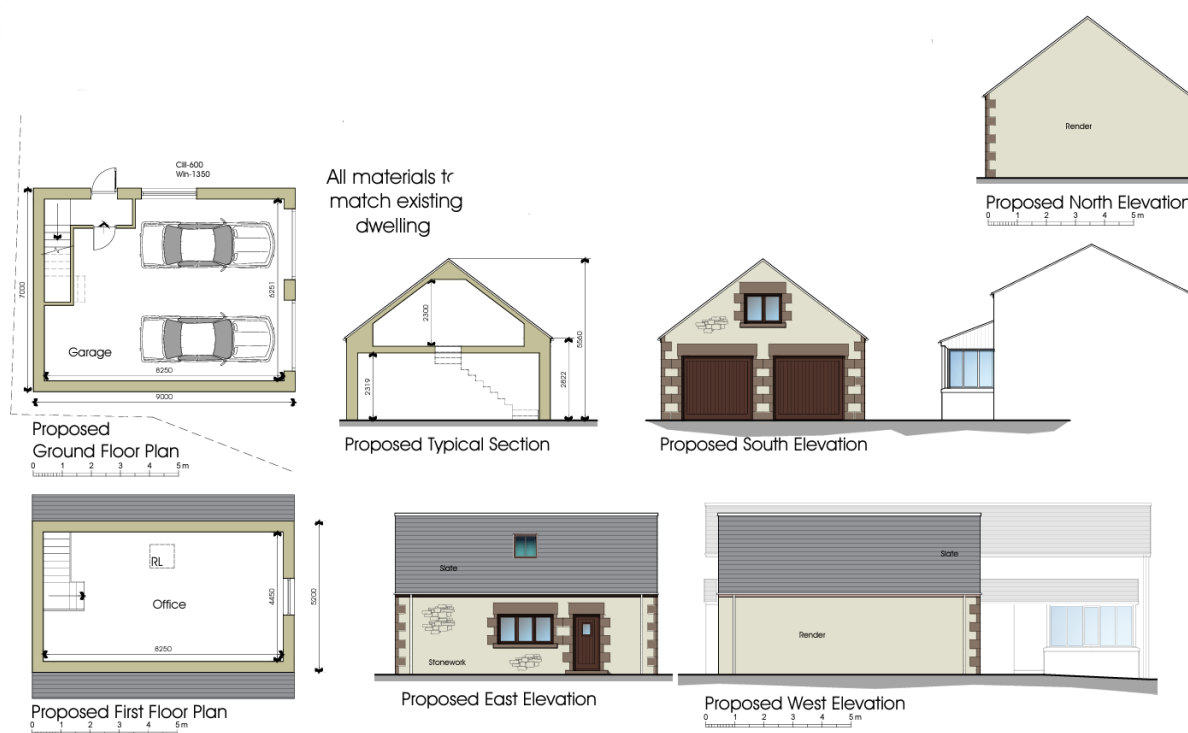 Render
Proposed North Elevation
0 1 2 3 4 5m
Cill-600
Win-1350
All materials to
match existing
dwelling
7000
6251
Garage
8250
9000
Proposed
Ground Floor Plan
0 1 2 3 4 5m
2300
2319
2822
5560
Proposed Typical Section
Proposed South Elevation
RL
Office
4450
5200
8250
Proposed First Floor Plan
0 1 2 3 4 5m
Slate
Stonework
Proposed East Elevation
Slate
Render
Proposed West Elevation
0 1 2 3 4 5m